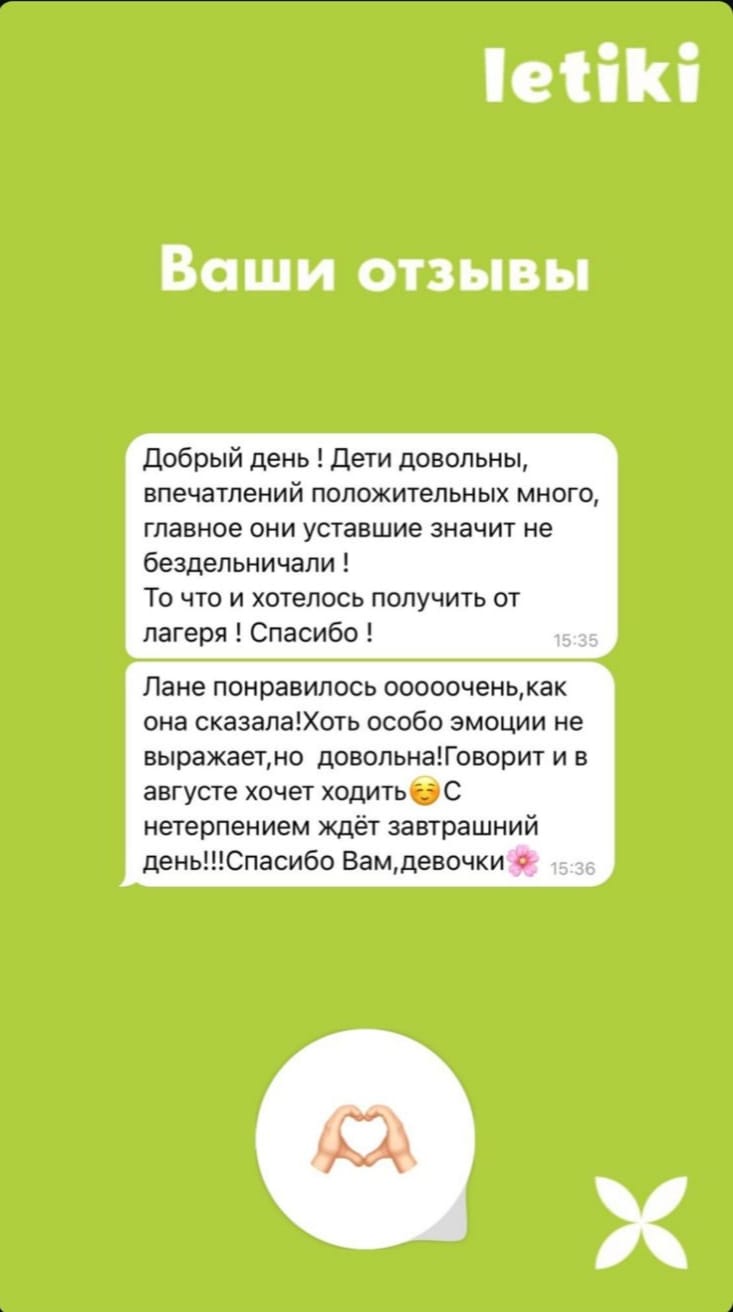 letiki
Ваши отзывы
Добрый день ! Дети довольны,
впечатлений положительных много,
главное они уставшие значит не
бездельничали !
То что и хотелось получить от
лагеря ! Спасибо !
15:35
Лане понравилось ооооочень,как
она сказала!Хоть особо эмоции не
выражает,но  довольна!Говорит и в
августе хочет ходить☺️С
нетерпением ждёт завтрашний
день!!!Спасибо Вам,девочки🌸
15:36